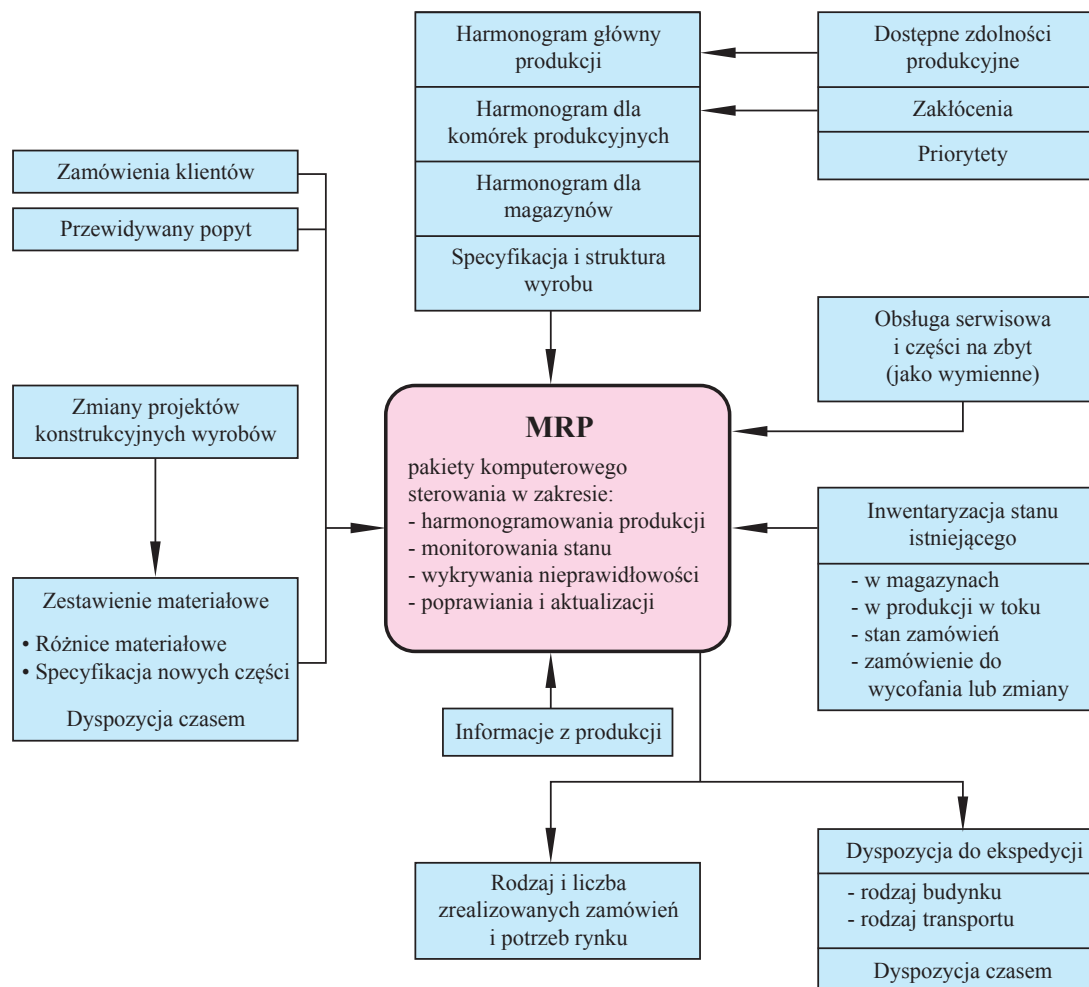 Harmonogram główny
produkcji
Harmonogram dla
komórek produkcyjnych
Harmonogram dla
magazynów
Specyfikacja i struktura
wyrobu
Dostępne zdolności
produkcyjne
Zakłócenia
Priorytety
Zamówienia klientów
Przewidywany popyt
Zmiany projektów
konstrukcyjnych wyrobów
Zestawienie materiałowe
• Różnice materiałowe
• Specyfikacja nowych części
Dyspozycja czasem
MRP
pakiety komputerowego
sterowania w zakresie:
- harmonogramowania produkcji
- monitorowania stanu
- wykrywania nieprawidłowości
- poprawiania i aktualizacji
Obsługa serwisowa
i części na zbyt
(jako wymienne)
Inwentaryzacja stanu
istniejącego
- w magazynach
- w produkcji w toku
- stan zamówień
- zamówienie do
wycofania lub zmiany
Informacje z produkcji
Rodzaj i liczba
zrealizowanych zamówień
i potrzeb rynku
Dyspozycja do ekspedycji
- rodzaj budynku
- rodzaj transportu
Dyspozycja czasem